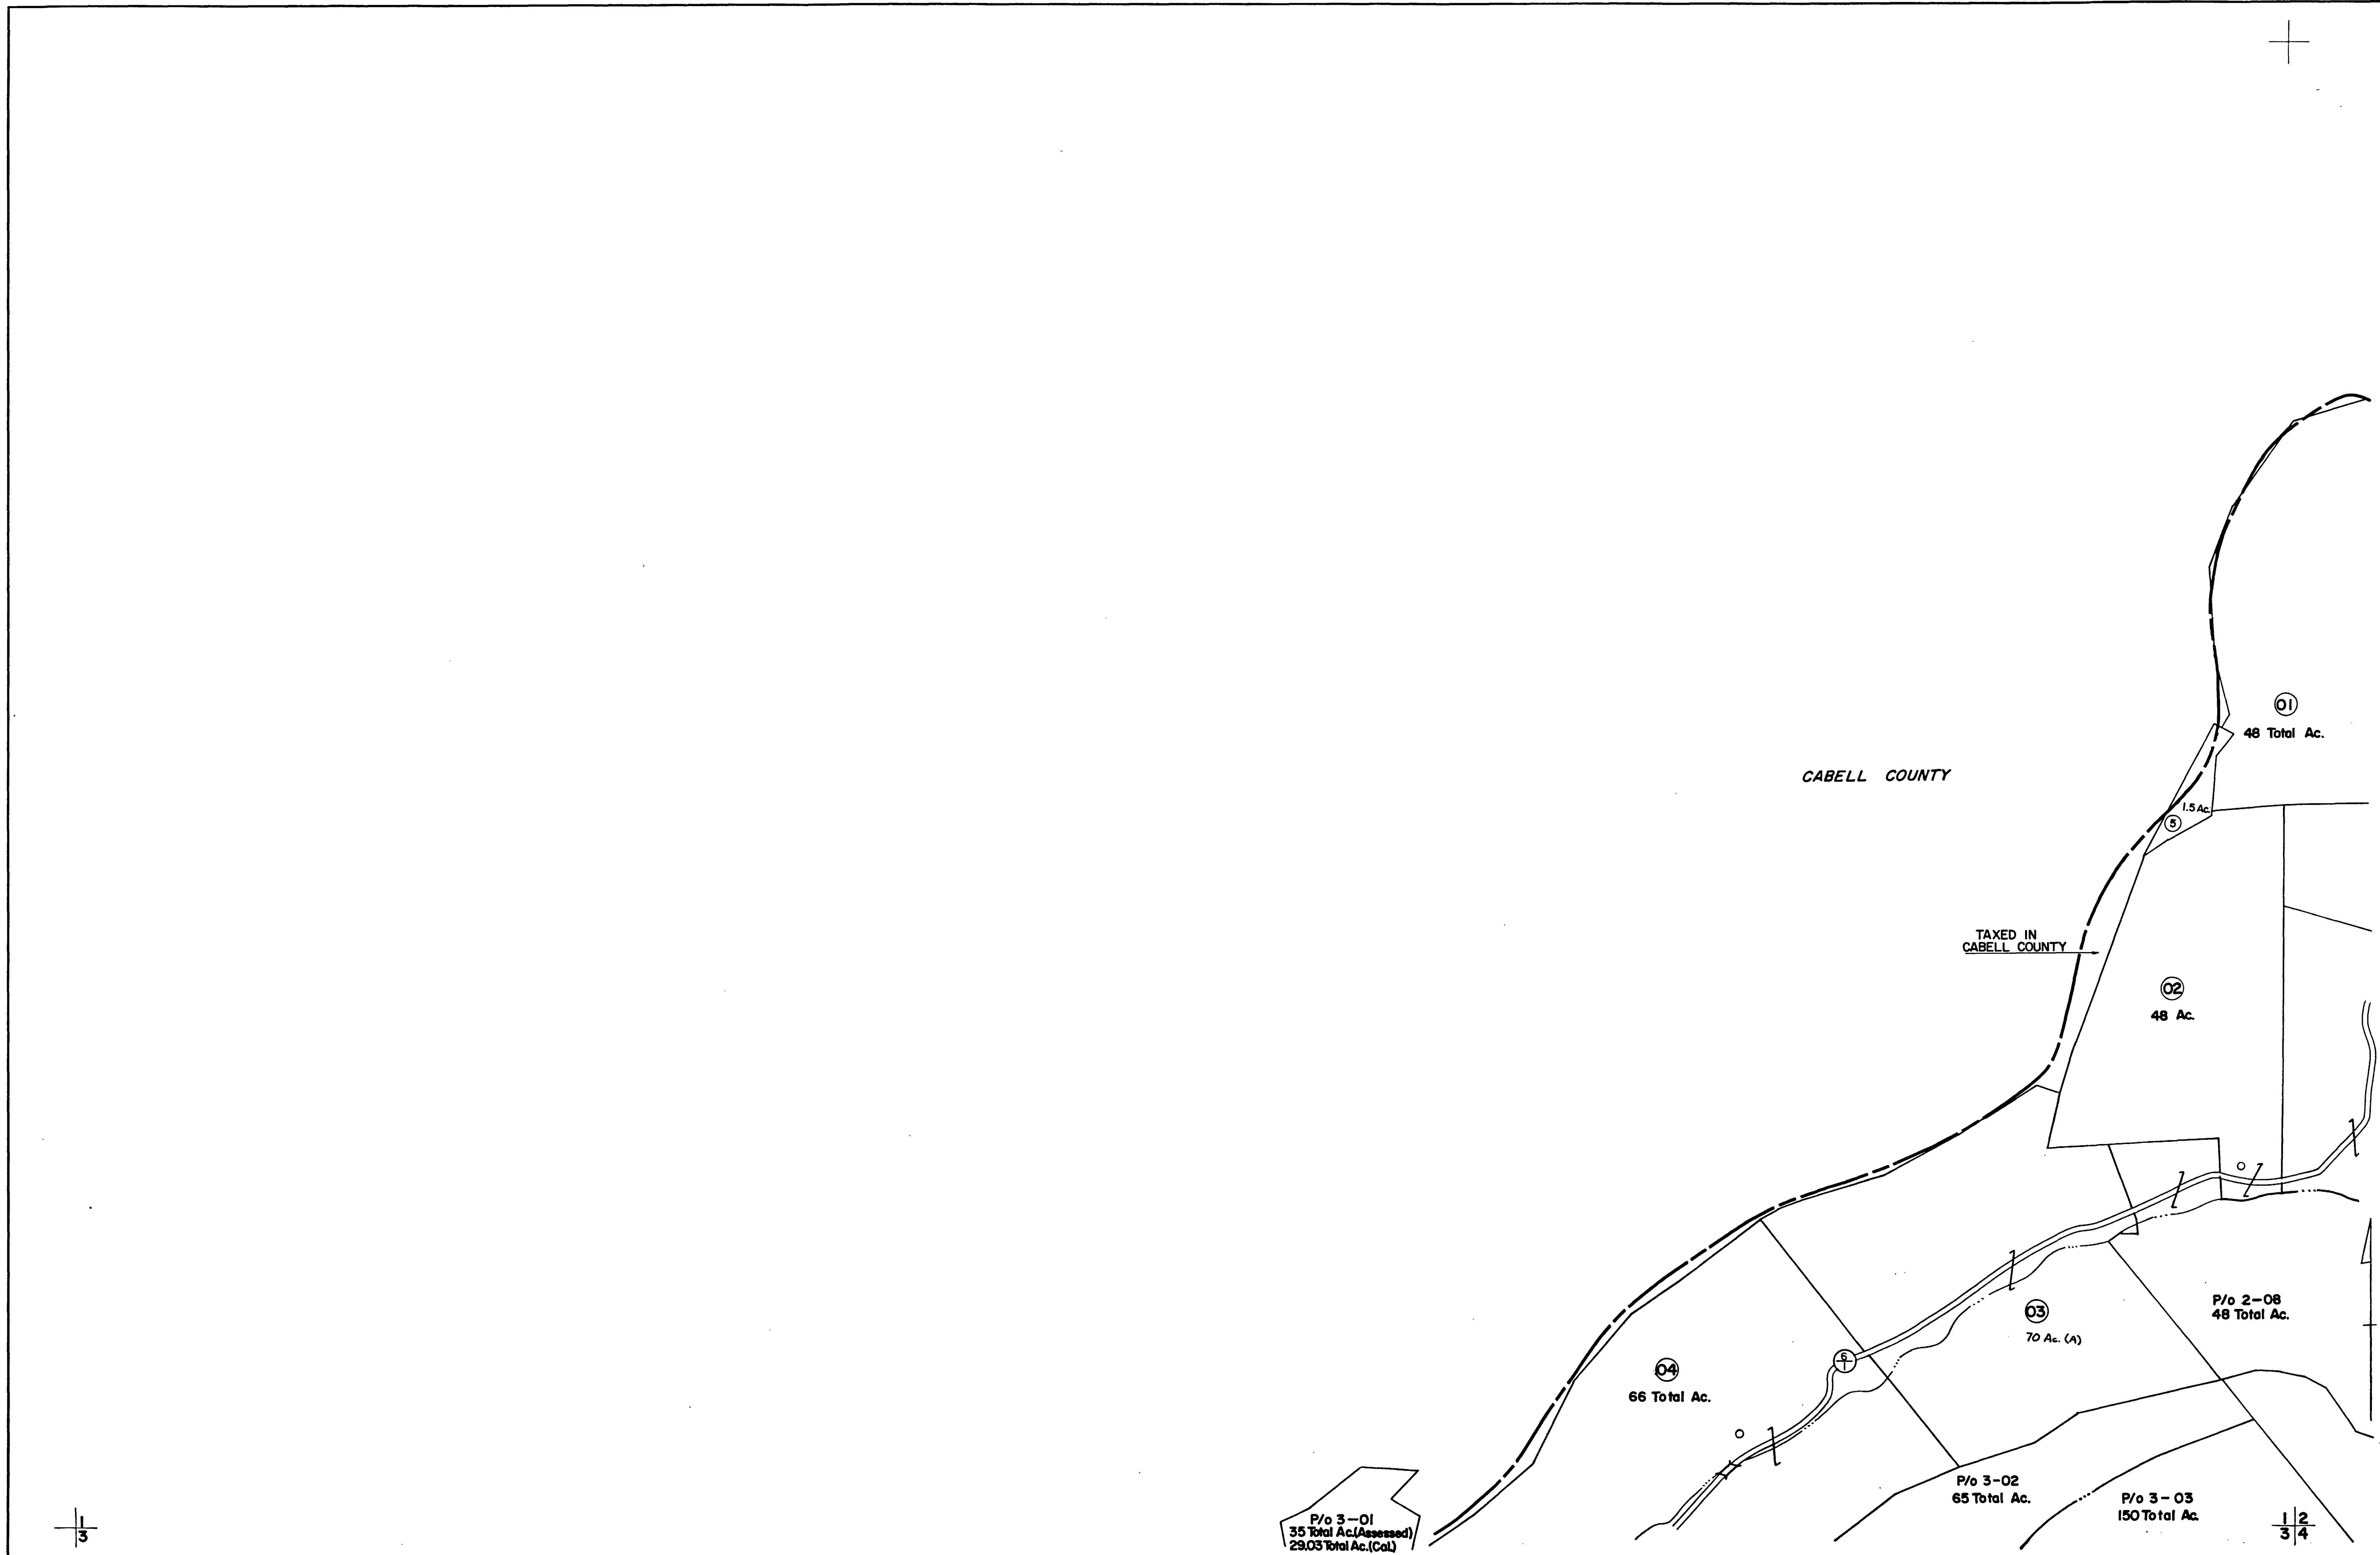 01
48 Total Ac.
CABELL COUNTY
1.5 Ac.
5
TAXED IN
CABELL COUNTY
02
48 Ac.
P/o 2-08
48 Total Ac.
03
70 Ac. (A)
6
1
04
66 Total Ac.
P/o 3-02
65 Total Ac.
P/o 3-03
150 Total Ac.
P/o 3-01
35 Total Ac.(Assessed)
29.03 Total Ac.(Cal.)
1
3
1 2
3 4